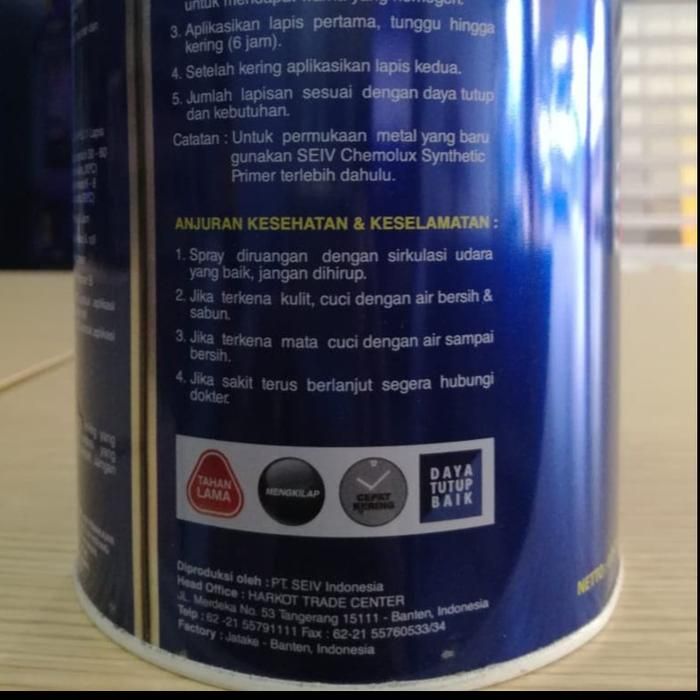 untuk mendapat warna yang homogen.
3. Aplikasikan lapis pertama, tunggu hingga
kering (6 jam).
4. Setelah kering aplikasikan lapis kedua.
5. Jumlah lapisan sesuai dengan daya tutup
dan kebutuhan.
Catatan : Untuk permukaan metal yang baru
gunakan SEIV Chemolux Synthetic
Primer terlebih dahulu.
ANJURAN KESEHATAN & KESELAMATAN :
1. Spray diruangan dengan sirkulasi udara
yang baik, jangan dihirup.
2. Jika terkena kulit, cuci dengan air bersih &
sabun.
3. Jika terkena mata cuci dengan air sampai
bersih.
4. Jika sakit terus berlanjut segera hubungi
dokter.
TAHAN
LAMA
MENGKILAP
CEPAT
KERING
DAYA
TUTUP
BAIK
Diproduksi oleh : PT. SEIV Indonesia
Head Office : HARKOT TRADE CENTER
JL. Merdeka No. 53 Tangerang 15111 - Banten, Indonesia
Telp : 62 -21 55791111 Fax : 62-21 55760533/34
Factory : Jatake - Banten, Indonesia
NETTO